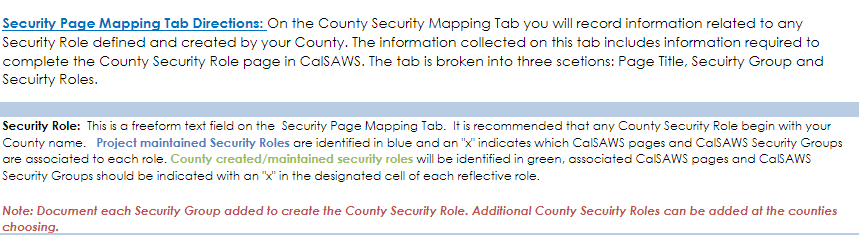 Security Page Mapping Tab Directions: On the County Security Mapping Tab you will record information related to any
Security Role defined and created by your County. The information collected on this tab includes information required to
complete the County Security Role page in CalSAWS. The tab is broken into three scetions: Page Title, Secuirty Group and
Secuirty Roles.
Security Role: This is a freeform text field on the Security Page Mapping Tab. It is recommended that any County Security Role begin with your
County name. Project maintained Security Roles are identified in blue and an "x" indicates which CalSAWS pages and CalSAWS Security Groups
are associated to each role. County created/maintained security roles will be identified in green, associated CalSAWS pages and CalSAWS
Security Groups should be indicated with an "x" in the designated cell of each reflective role.
Note: Document each Security Group added to create the County Security Role. Additional County Secuirty Roles can be added at the counties
choosing.